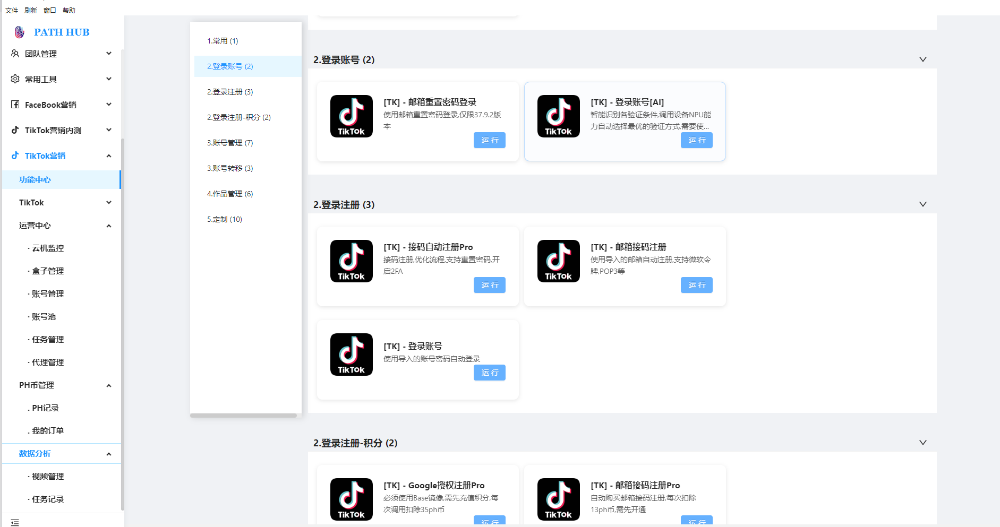 文件 刷新 窗口 帮助
PATH HUB
团队管理
常用工具
FaceBook营销
TikTok营销内测
TikTok营销
功能中心
TikTok
运营中心
· 云机监控
· 盒子管理
· 账号管理
· 账号池
· 任务管理
· 代理管理
PH币管理
. PH记录
. 我的订单
数据分析
· 视频管理
· 任务记录
1.常用 (1)
2.登录账号 (2)
2.登录注册 (3)
2.登录注册-积分 (2)
3.账号管理 (7)
3.账号转移 (3)
4.作品管理 (6)
5.定制 (10)
2.登录账号 (2)
TikTok
[TK] - 邮箱重置密码登录
使用邮箱重置密码登录,仅限37.9.2版
本
运 行
TikTok
[TK] - 登录账号[AI]
智能识别各验证条件,调用设备NPU能
力自动选择最优的验证方式,需要使...
运 行
2.登录注册 (3)
TikTok
[TK] - 接码自动注册Pro
接码注册,优化流程,支持重置密码,开
启2FA
运 行
TikTok
[TK] - 邮箱接码注册
使用导入的邮箱自动注册,支持微软令
牌,POP3等
运 行
TikTok
[TK] - 登录账号
使用导入的账号密码自动登录
运 行
2.登录注册-积分 (2)
TikTok
[TK] - Google授权注册Pro
必须使用Base镜像,需先充值积分,每
次调用扣除35ph币
运 行
TikTok
[TK] - 邮箱接码注册Pro
自动购买邮箱接码注册,每次扣除
13ph币,需先开通
运 行